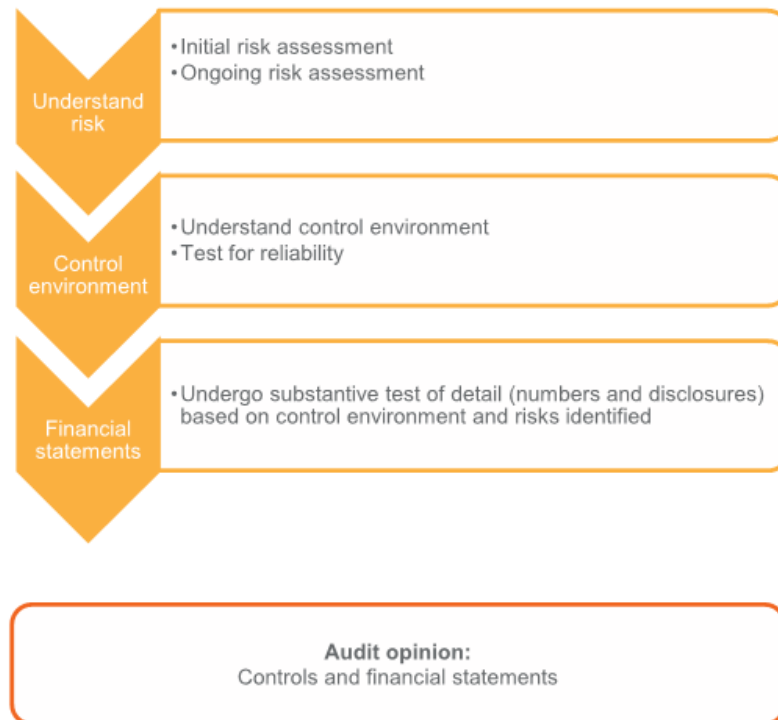 Understand
risk
• Initial risk assessment
• Ongoing risk assessment
Control
environment
• Understand control environment
• Test for reliability
Financial
statements
• Undergo substantive test of detail (numbers and disclosures)
based on control environment and risks identified
Audit opinion:
Controls and financial statements